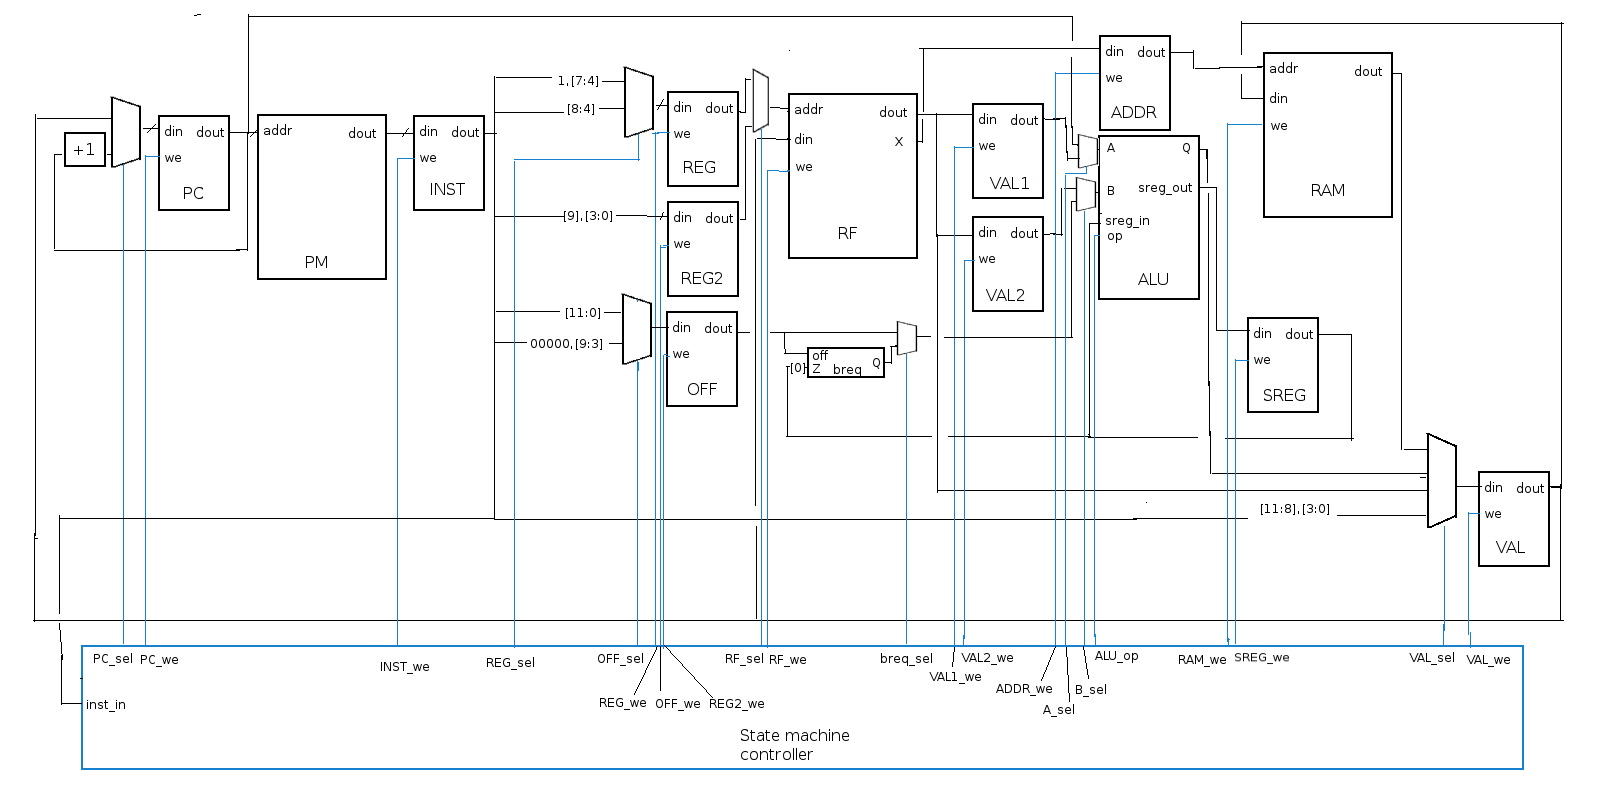 +1
din dout
we
PC
addr
dout
PM
din dout
we
INST
1,[7:4]
[8:4]
[9],[3:0]
[11:0]
00000,[9:3]
din dout
we
REG
din dout
we
REG2
din dout
we
OFF
addr
dout
din
X
we
RF
off
Z breq Q
[0]
din dout
we
VAL1
din dout
we
VAL2
din dout
we
ADDR
A Q
B sreg_out
sreg_in
op
ALU
addr
dout
din
we
RAM
din dout
we
SREG
[11:8],[3:0]
din dout
we
VAL
PC_sel PC_we INST_we REG_sel OFF_sel RF_sel RF_we breq_sel VAL2_we ALU_op RAM_we SREG_we VAL_sel VAL_we
VAL1_we
ADDR_we B_sel
REG_we OFF_we REG2_we
A_sel
inst_in
State machine
controller